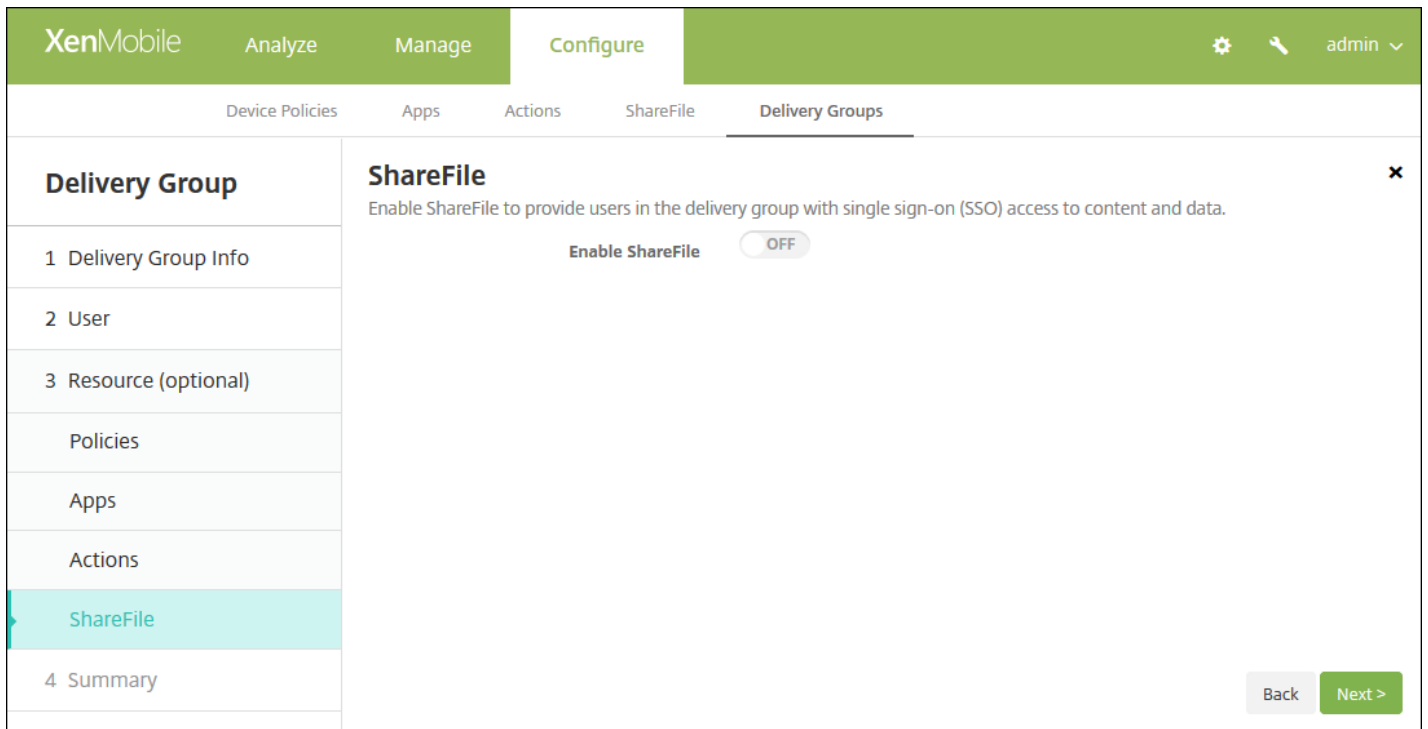 XenMobile Analyze Manage Configure admin
Device Policies Apps Actions ShareFile Delivery Groups
Delivery Group
1 Delivery Group Info
2 User
3 Resource (optional)
Policies
Apps
Actions
ShareFile
4 Summary
ShareFile
Enable ShareFile to provide users in the delivery group with single sign-on (SSO) access to content and data.
Enable ShareFile OFF
Back Next >